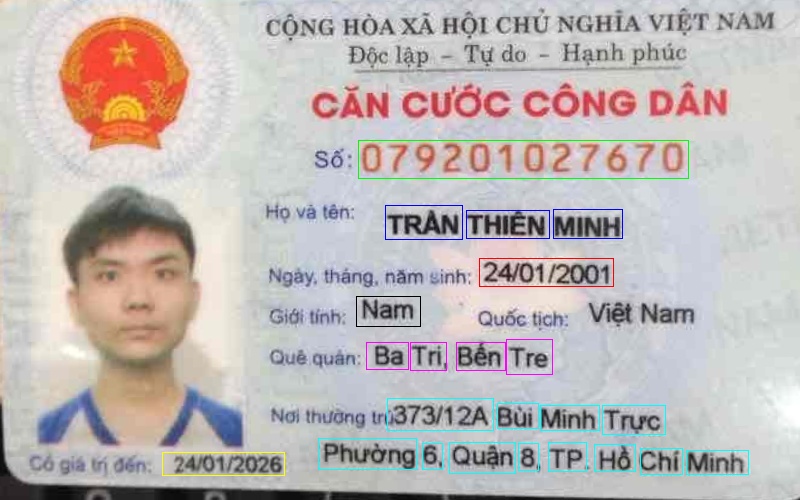 CỘNG HÒA XÃ HỘI CHỦ NGHĨA VIỆT NAM
Độc lập - Tự do - Hạnh phúc
CĂN CƯỚC CÔNG DÂN
Số: 079201027670
Họ và tên: TRẦN THIÊN MINH
Ngày, tháng, năm sinh: 24/01/2001
Giới tính: Nam Quốc tịch: Việt Nam
Quê quán: Ba Tri, Bến Tre
Nơi thường trú: 373/12A Bùi Minh Trực
Phường 6, Quận 8, TP. Hồ Chí Minh
Có giá trị đến: 24/01/2026